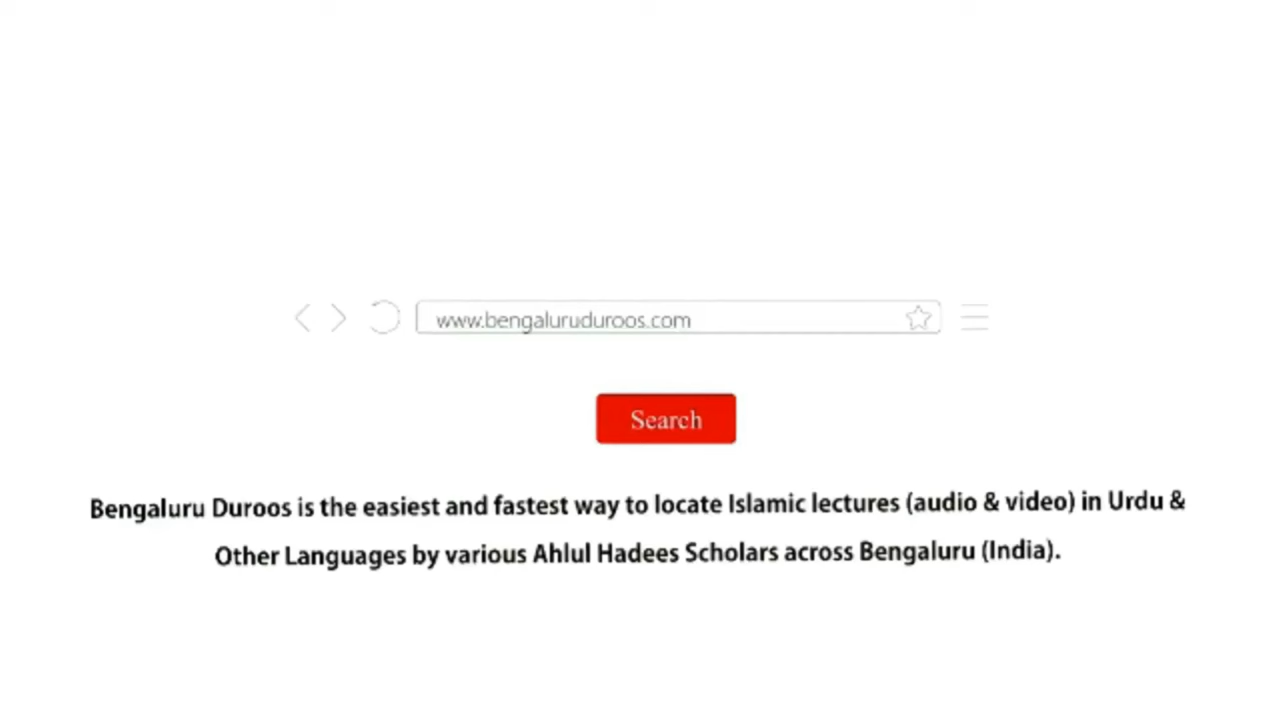 www.bengaluruduroos.com
Search
Bengaluru Duroos is the easiest and fastest way to locate Islamic lectures (audio & video) in Urdu &
Other Languages by various Ahlul Hadees Scholars across Bengaluru (India).